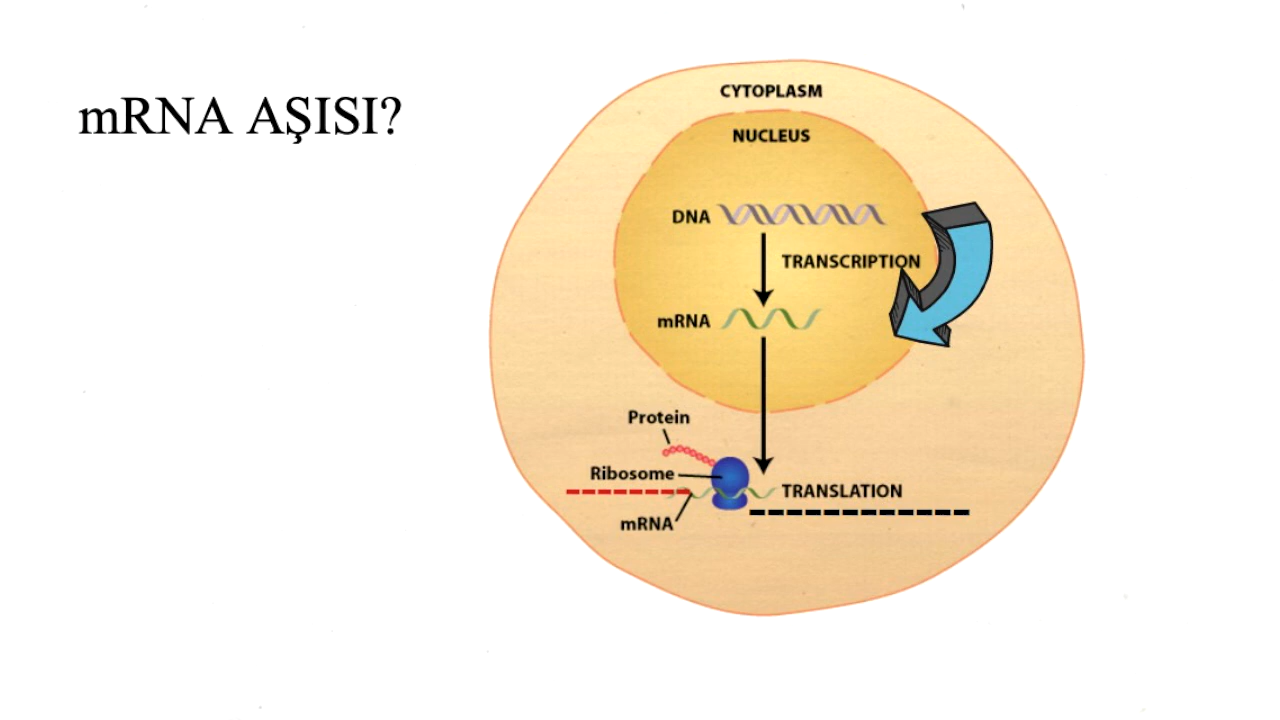 mRNA AŞISI?
CYTOPLASM
NUCLEUS
DNA
TRANSCRIPTION
mRNA
Protein
Ribosome
TRANSLATION
mRNA